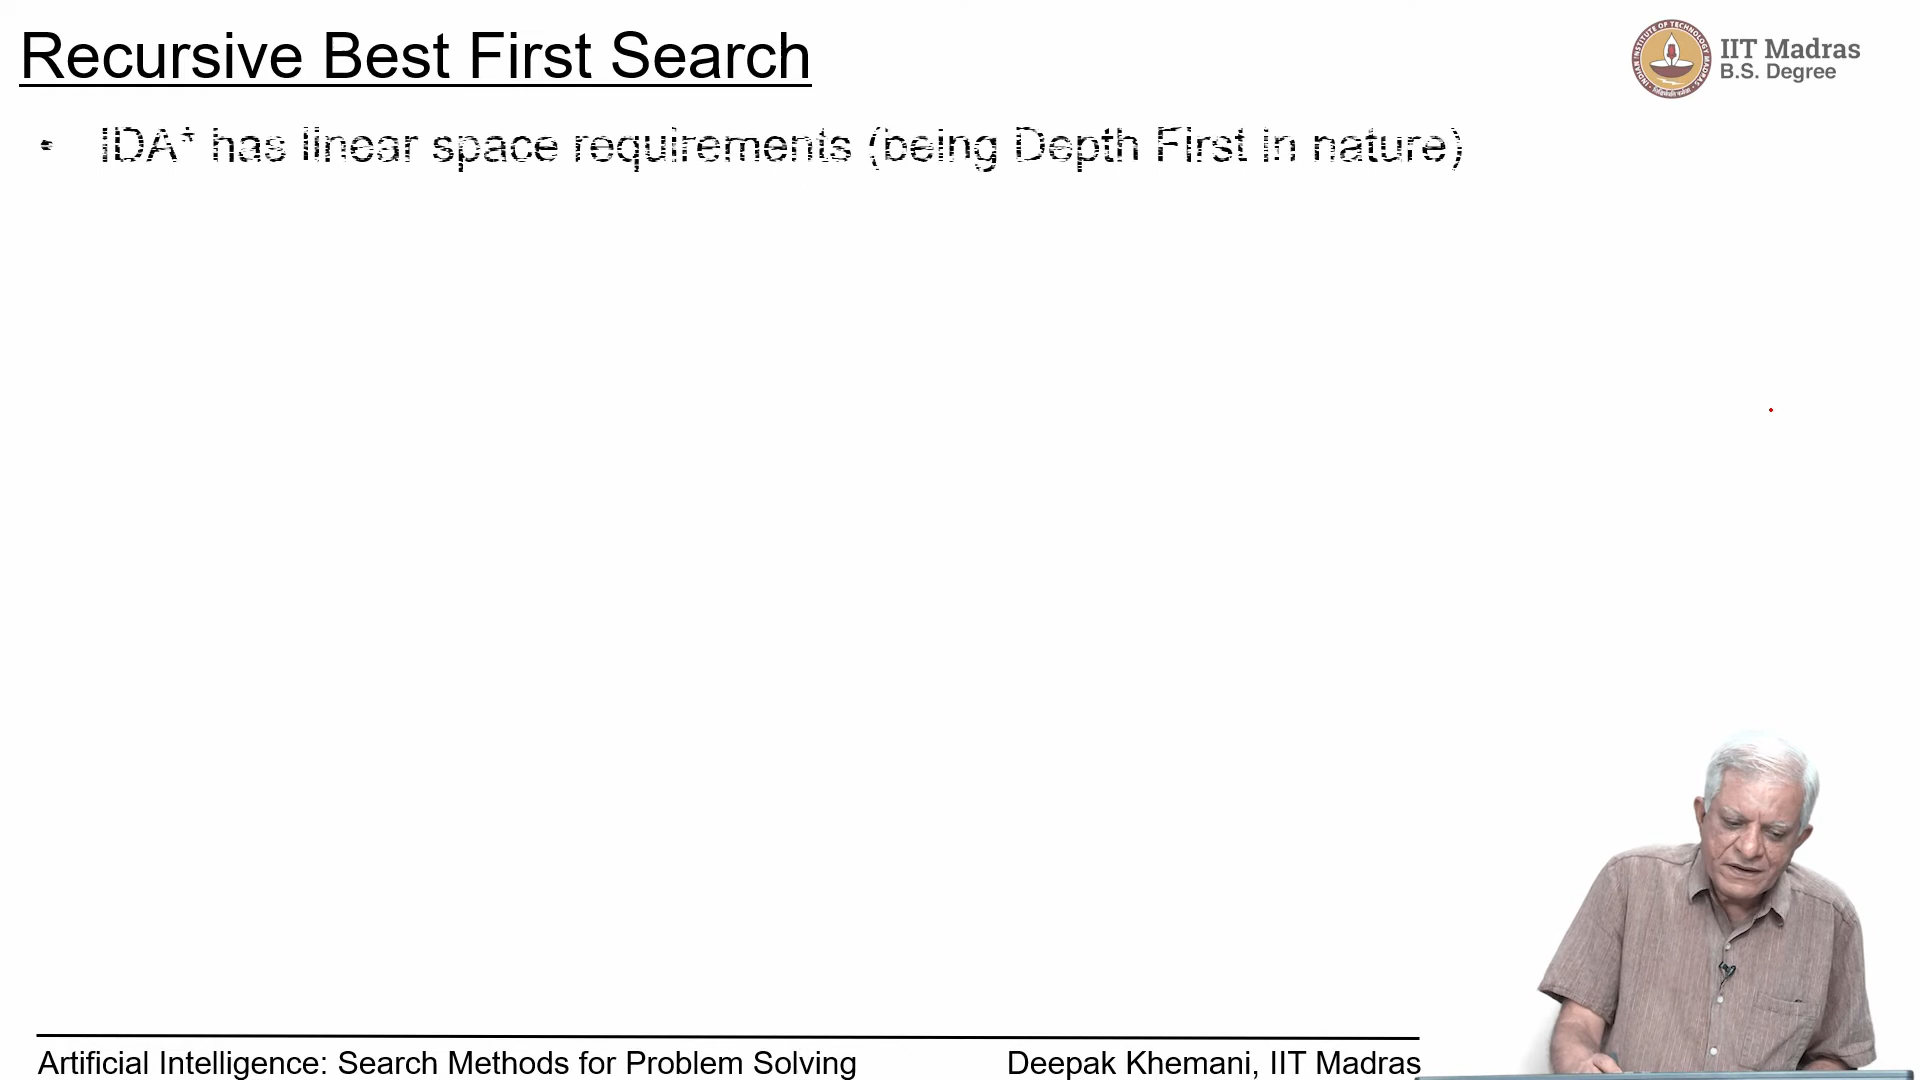 Recursive Best First Search
IIT Madras
B.S. Degree
• IDA* has linear space requirements (being Depth First in nature)
Artificial Intelligence: Search Methods for Problem Solving
Deepak Khemani, IIT Madras